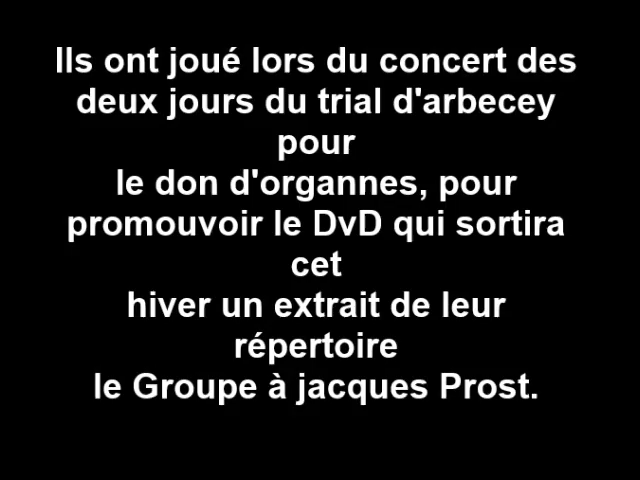 Ils ont joué lors du concert des
deux jours du trial d'arbecey
pour
le don d'organnes, pour
promouvoir le DvD qui sortira
cet
hiver un extrait de leur
répertoire
le Groupe à jacques Prost.